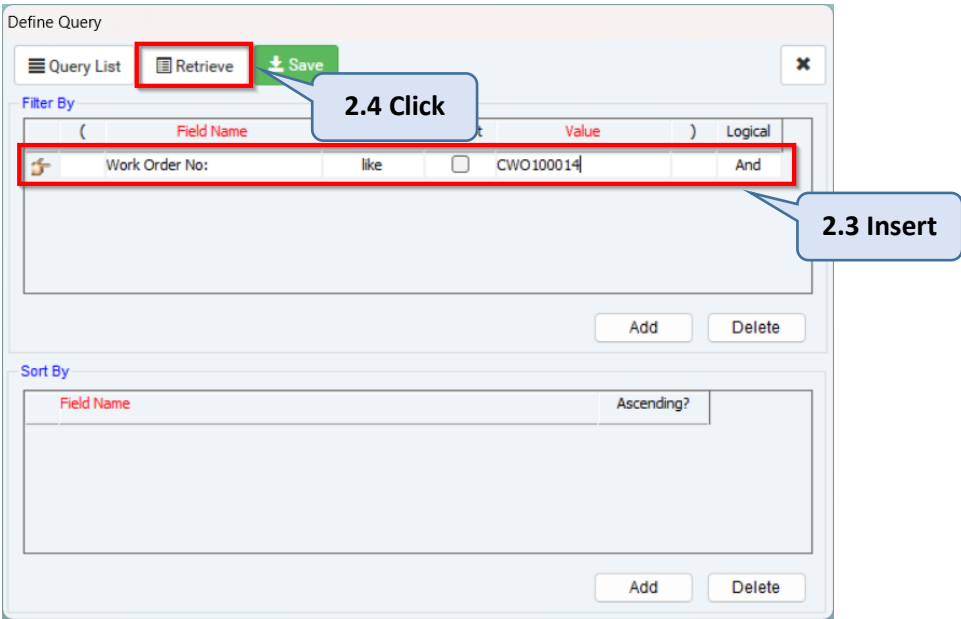 Define Query
Query List Retrieve Save
2.4 Click
Filter By
( Field Name Value ) Logical
Work Order No: like CWO100014 And
2.3 Insert
Add Delete
Sort By
Field Name Ascending?
Add Delete